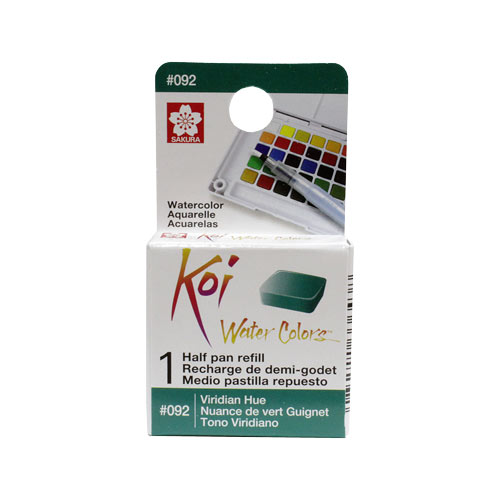 #092
SAKURA
Watercolor
Aquarelle
Acuarelas
Koi
Water Colors
1 Half pan refill
Recharge de demi-godet
Medio pastilla repuesto
#092
Viridian Hue
Nuance de vert Guignet
Tono Viridiano